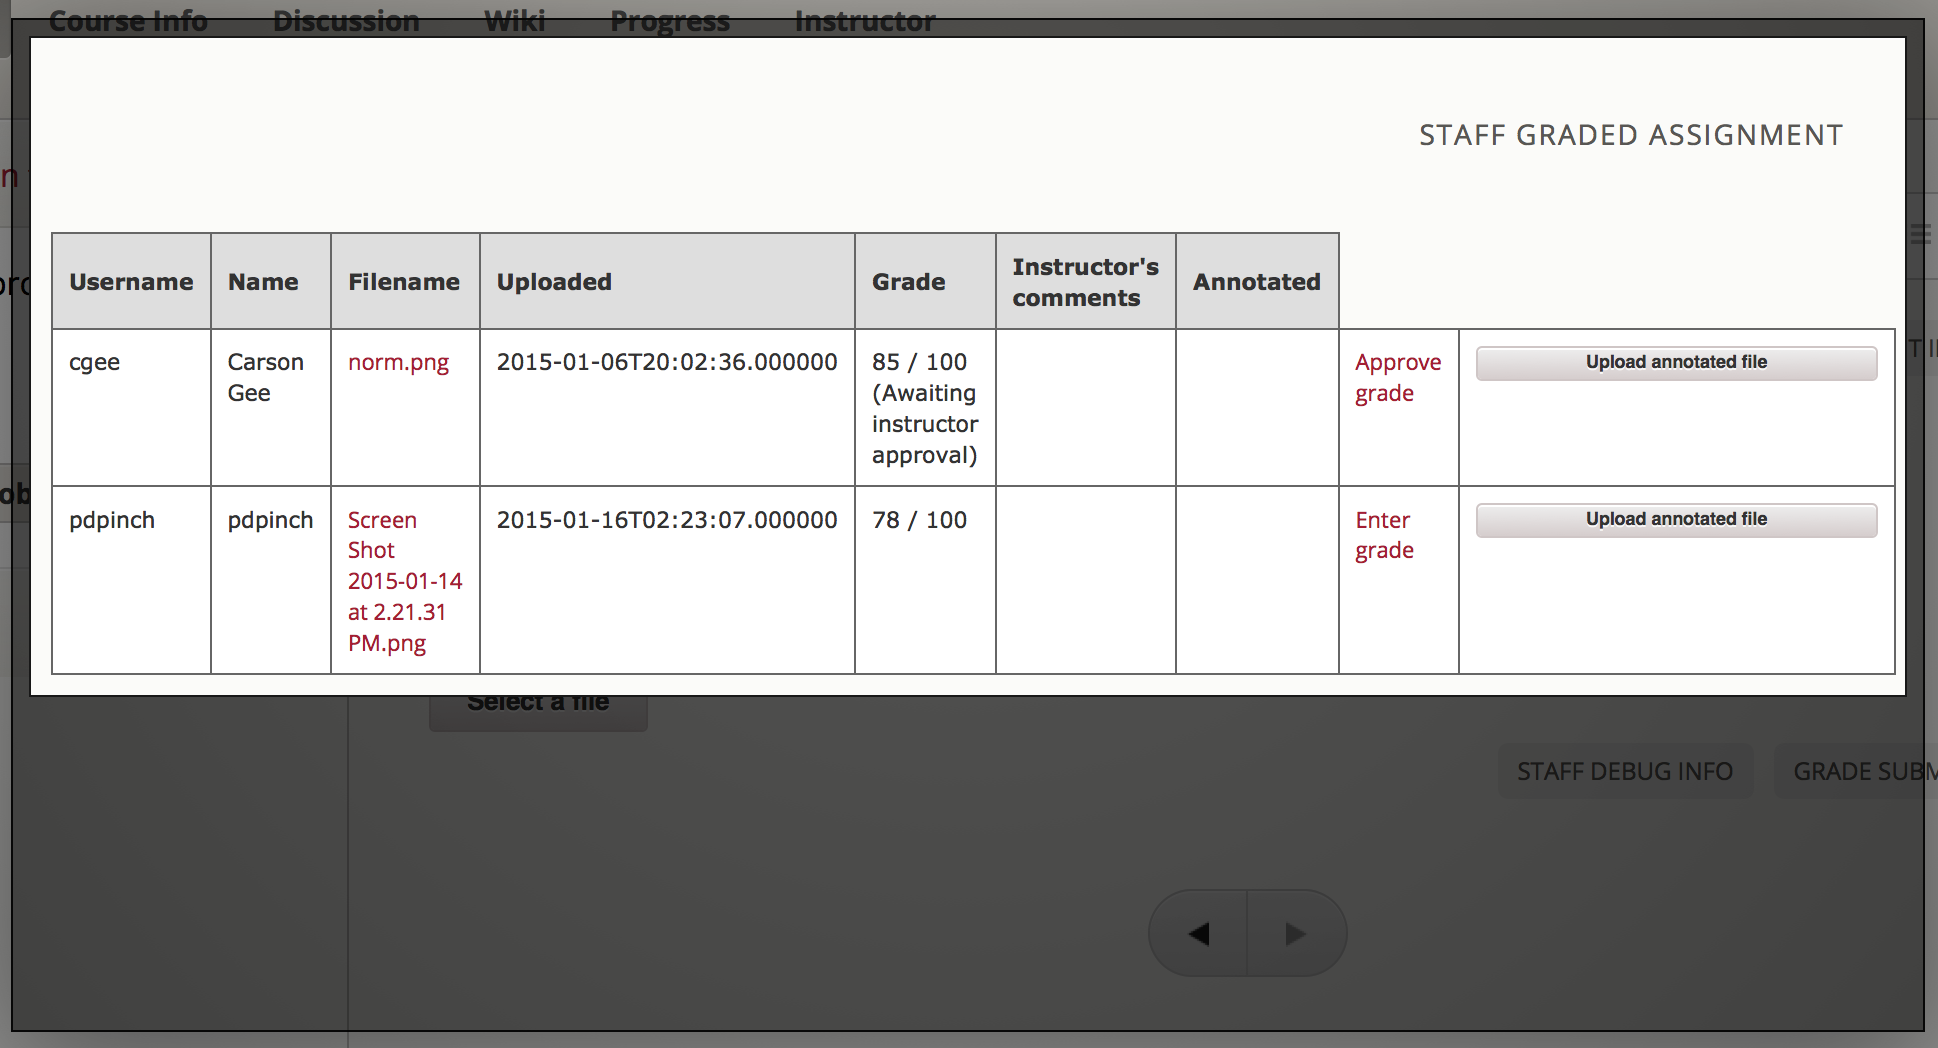 Course Info Discussion Wiki Progress Instructor
STAFF GRADED ASSIGNMENT
Username Name Filename Uploaded Grade Instructor's comments Annotated
cgee Carson Gee norm.png 2015-01-06T20:02:36.000000 85 / 100 (Awaiting instructor approval) Approve grade Upload annotated file
pdpinch pdpinch Screen Shot 2015-01-14 at 2.21.31 PM.png 2015-01-16T02:23:07.000000 78 / 100 Enter grade Upload annotated file
Select a file
STAFF DEBUG INFO GRADE SUBM